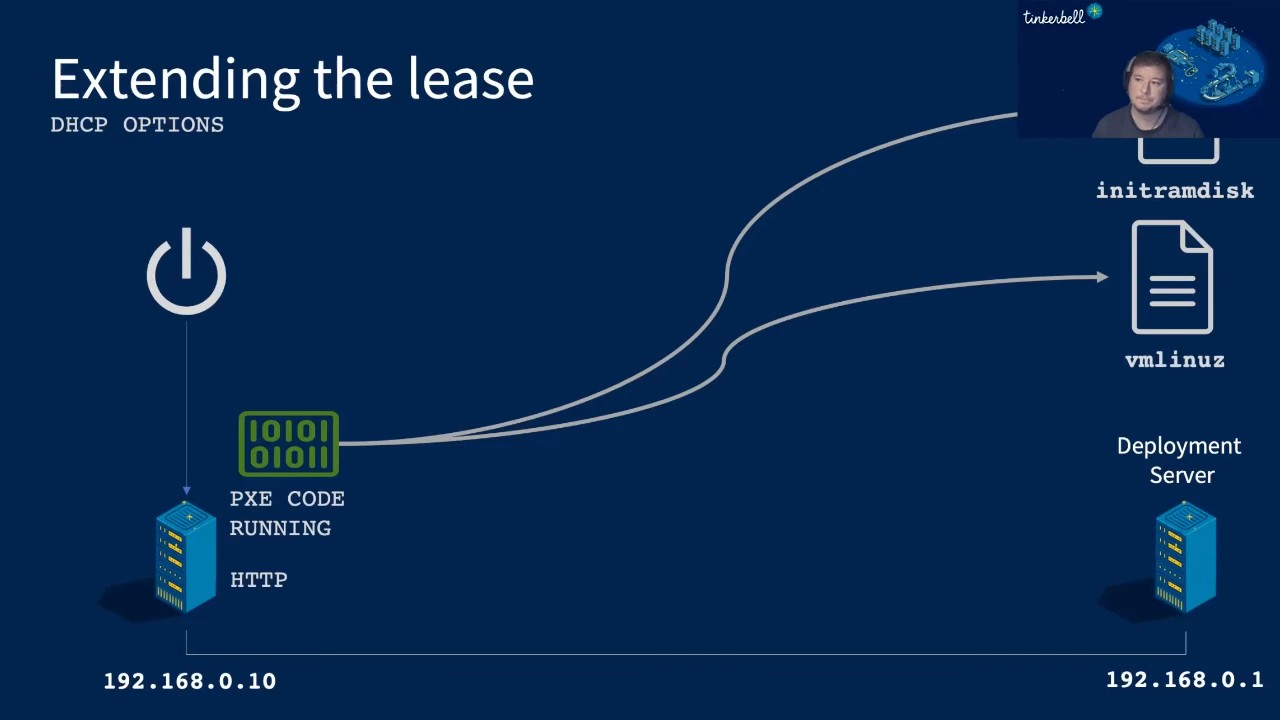 tinkerbell
Extending the lease
DHCP OPTIONS
initramdisk
vmlinuz
10101
01011
PXE CODE
RUNNING
HTTP
Deployment
Server
192.168.0.10
192.168.0.1